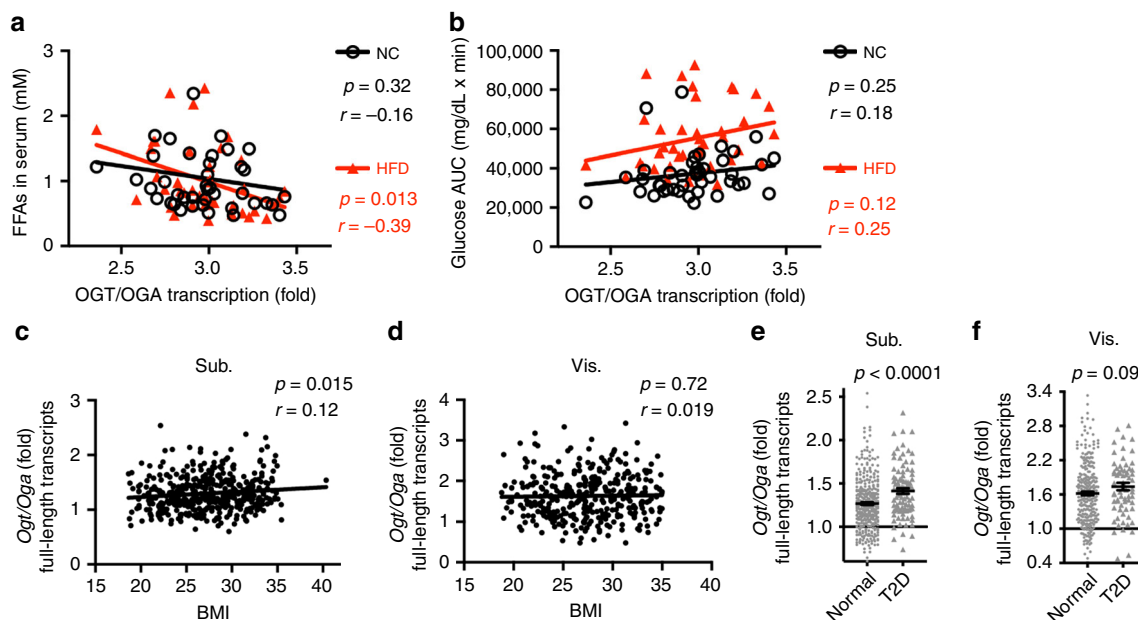 a
FFAs in serum (mM)
3
2
1
0
2.5
3.0
3.5
OGT/OGA transcription (fold)
NC
p = 0.32
r = −0.16
HFD
p = 0.013
r = −0.39
b
Glucose AUC (mg/dL x min)
100,000
80,000
60,000
40,000
20,000
0
2.5
3.0
3.5
OGT/OGA transcription (fold)
NC
p = 0.25
r = 0.18
HFD
p = 0.12
r = 0.25
c
Sub.
p = 0.015
r = 0.12
Ogt/Oga (fold)
full-length transcripts
3
2
1
0
15 20 25 30 35 40
BMI
d
Vis.
p = 0.72
r = 0.019
Ogt/Oga (fold)
full-length transcripts
4
3
2
1
0
15 20 25 30 35 40
BMI
e
Sub.
p < 0.0001
Ogt/Oga (fold)
full-length transcripts
2.5
2.0
1.5
1.0
Normal
T2D
f
Vis.
p = 0.09
Ogt/Oga (fold)
full-length transcripts
3.4
2.8
2.2
1.6
1.0
0.4
Normal
T2D